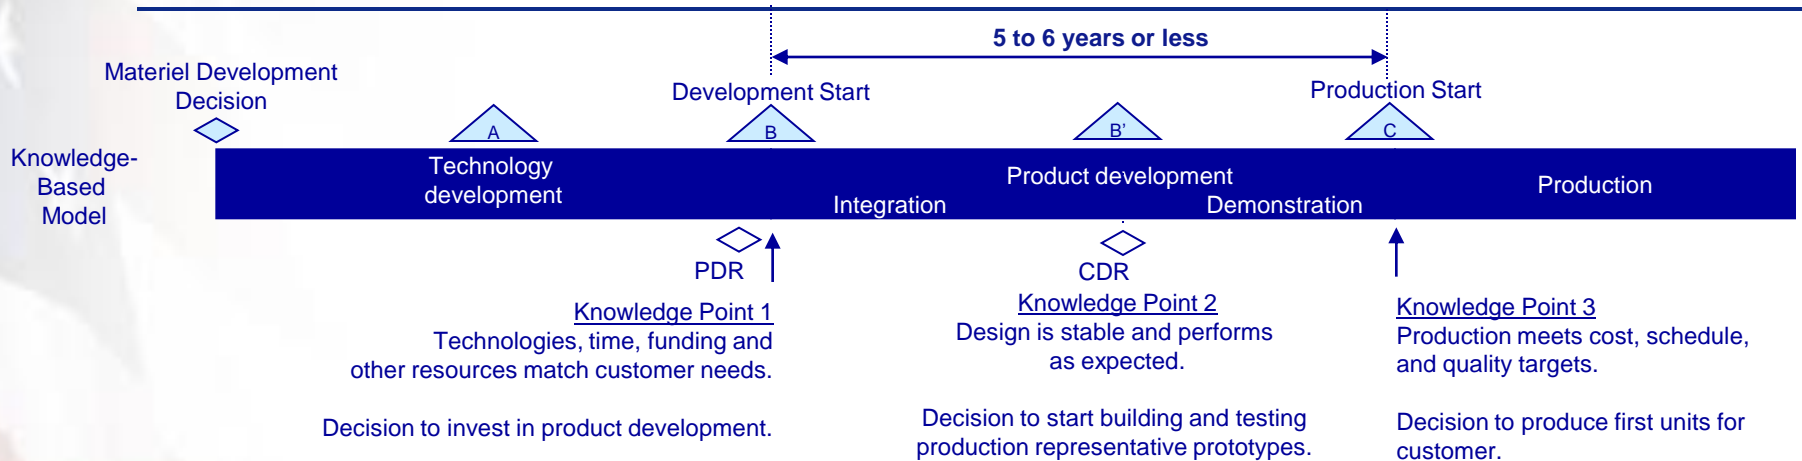 5 to 6 years or less
Materiel Development
Decision
Development Start
Production Start
A
B
B’
C
Knowledge-
Based
Model
Technology
development
Product development
Integration
Demonstration
Production
PDR
CDR
Knowledge Point 1
Technologies, time, funding and
other resources match customer needs.
Decision to invest in product development.
Knowledge Point 2
Design is stable and performs
as expected.
Decision to start building and testing
production representative prototypes.
Knowledge Point 3
Production meets cost, schedule,
and quality targets.
Decision to produce first units for
customer.